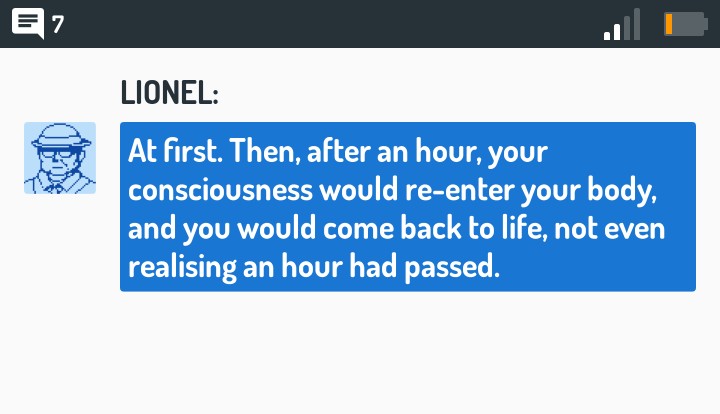 7
LIONEL:
At first. Then, after an hour, your
consciousness would re-enter your body,
and you would come back to life, not even
realising an hour had passed.